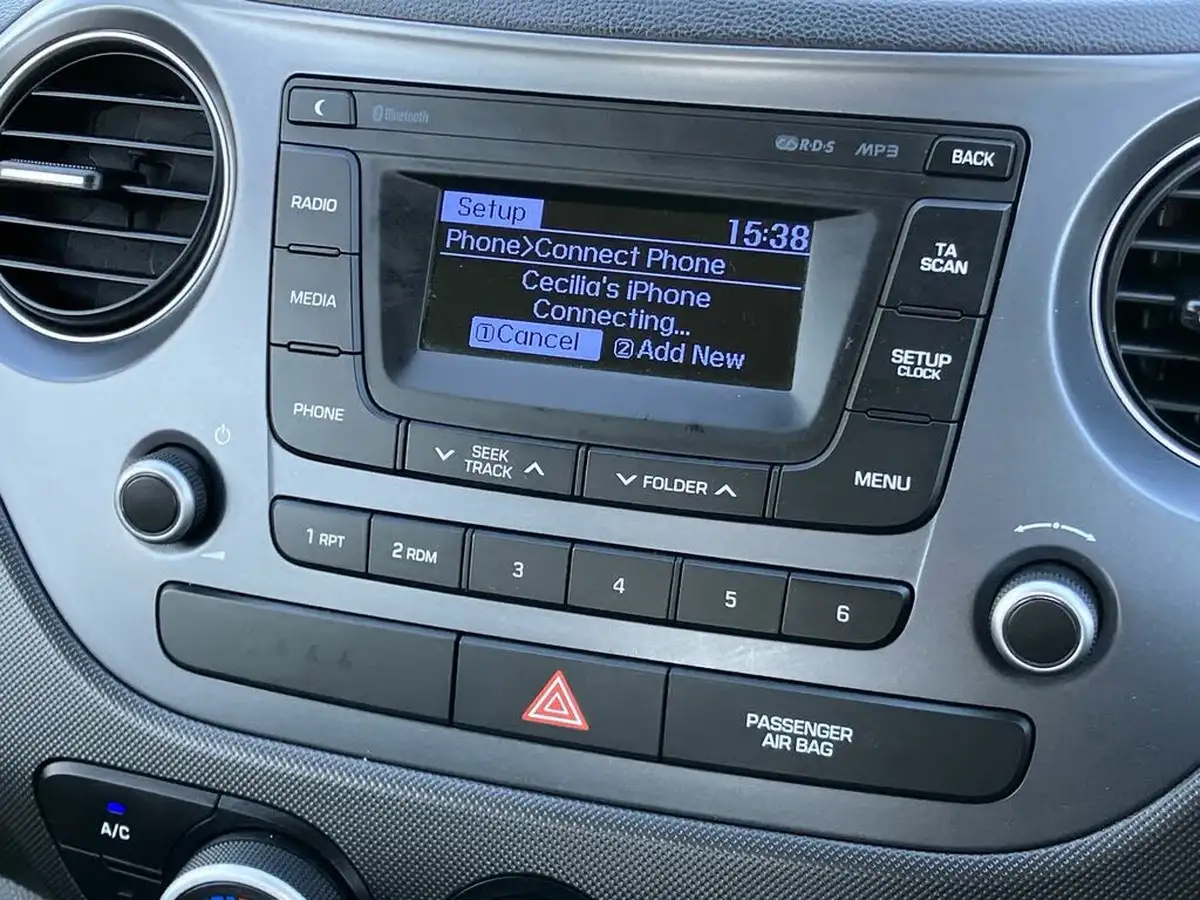 Bluetooth
R·D·S MP3
BACK
RADIO
MEDIA
PHONE
Setup
15:38
Phone>Connect Phone
Cecilia's iPhone
Connecting...
①Cancel ②Add New
TA
SCAN
SETUP
CLOCK
MENU
SEEK
TRACK
FOLDER
1 RPT
2 RDM
3
4
5
6
PASSENGER
AIR BAG
A/C